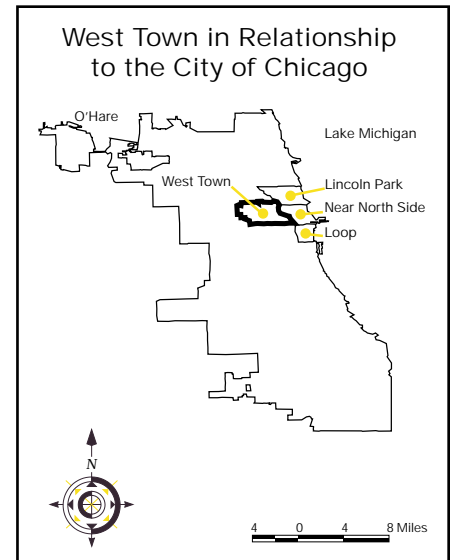 West Town in Relationship
to the City of Chicago
O'Hare
Lake Michigan
West Town
Lincoln Park
Near North Side
Loop
N
4 0 4 8 Miles